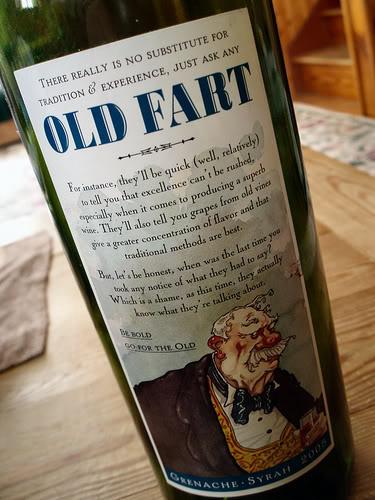 There really is no substitute for
tradition & experience, just ask any
OLD FART
For instance, they'll be quick (well, relatively)
to tell you that excellence can't be rushed,
especially when it comes to producing a superb
wine. They'll also tell you grapes from old vines
give a greater concentration of flavor and that
traditional methods are best.
But, let's be honest, when was the last time you
took any notice of what they had to say?
Which is a shame, as this time, they actually
know what they're talking about.
Be bold
go for the Old
Grenache · Syrah 2005